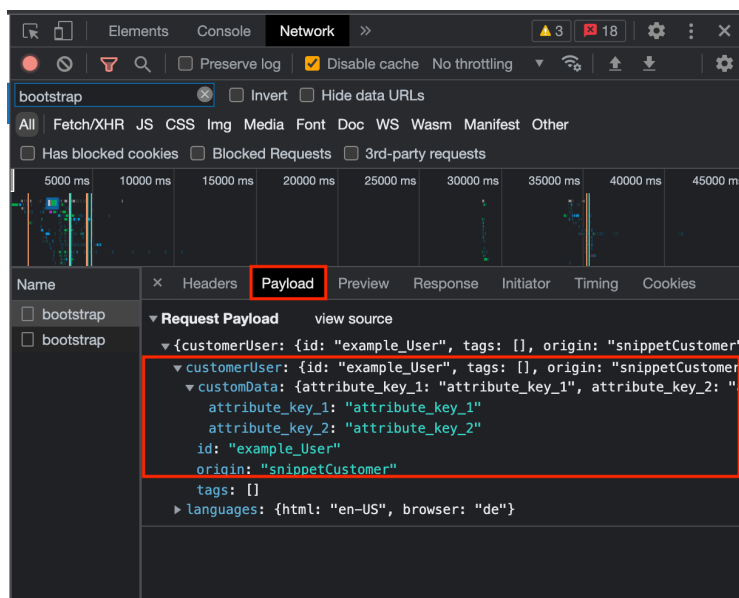 Elements Console Network » 3 18
Preserve log Disable cache No throttling
bootstrap Invert Hide data URLs
All Fetch/XHR JS CSS Img Media Font Doc WS Wasm Manifest Other
Has blocked cookies Blocked Requests 3rd-party requests
5000 ms 10000 ms 15000 ms 20000 ms 25000 ms 30000 ms 35000 ms 40000 ms 45000 m
Name × Headers Payload Preview Response Initiator Timing Cookies
bootstrap
bootstrap
Request Payload view source
{customerUser: {id: "example_User", tags: [], origin: "snippetCustomer"
customerUser: {id: "example_User", tags: [], origin: "snippetCustomer
customData: {attribute_key_1: "attribute_key_1", attribute_key_2: "
attribute_key_1: "attribute_key_1"
attribute_key_2: "attribute_key_2"
id: "example_User"
origin: "snippetCustomer"
tags: []
languages: {html: "en-US", browser: "de"}